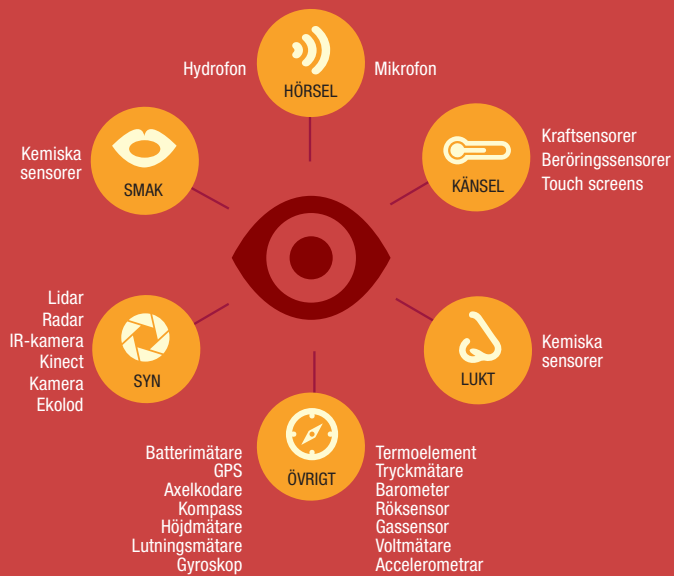 Hydrofon
HÖRSEL
Mikrofon
Kemiska
sensorer
SMAK
KÄNSEL
Kraftsensorer
Beröringssensorer
Touch screens
Lidar
Radar
IR-kamera
Kinect
Kamera
Ekolod
SYN
LUKT
Kemiska
sensorer
ÖVRIGT
Batterimätare
GPS
Axelkodare
Kompass
Höjdmätare
Lutningsmätare
Gyroskop
Termoelement
Tryckmätare
Barometer
Röksensor
Gassensor
Voltmätare
Accelerometrar